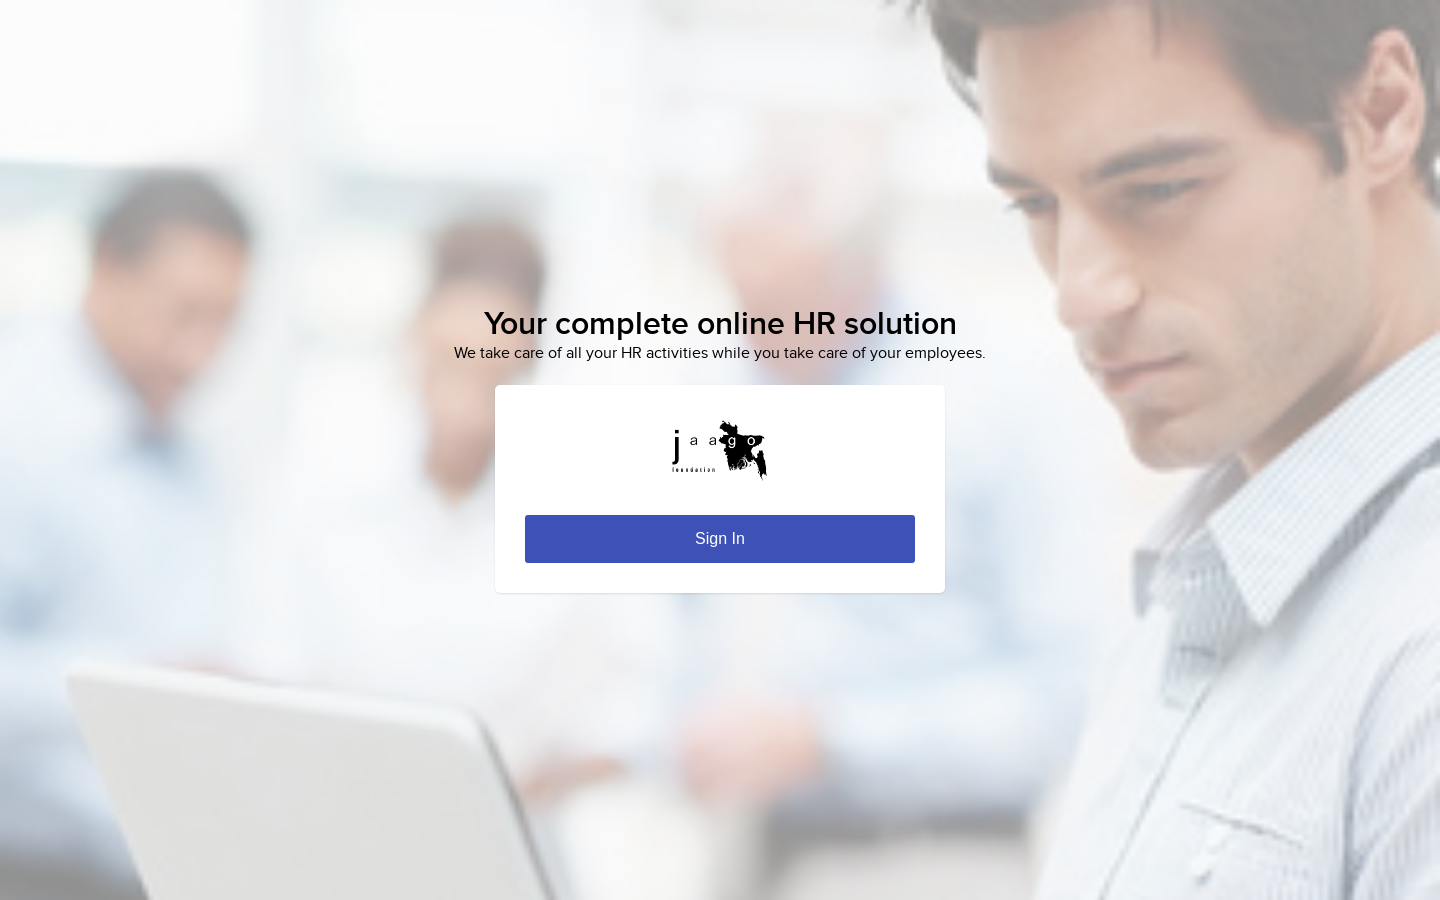 Your complete online HR solution
We take care of all your HR activities while you take care of your employees.
jaago
foundation
Sign In